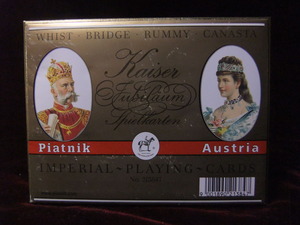 WHIST - BRIDGE - RUMMY - CANASTA
Kaiser
Jubiläum
Spielkarten
Piatnik
Austria
IMPERIAL - PLAYING - CARDS